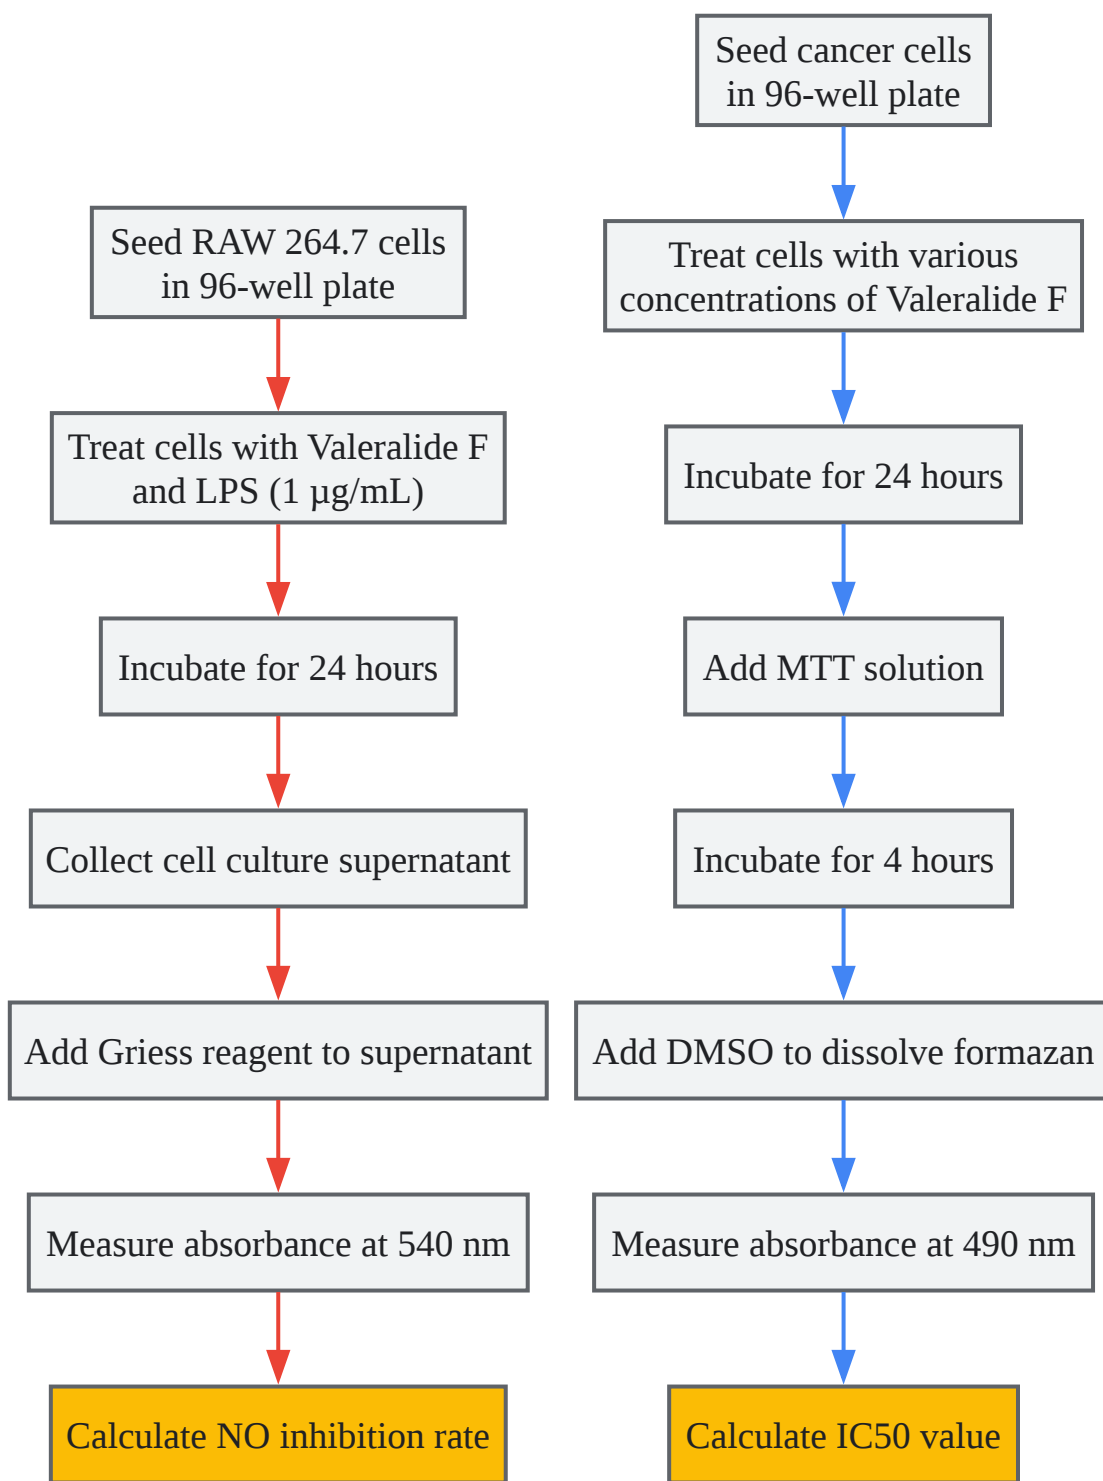 Seed RAW 264.7 cells
in 96-well plate
Treat cells with Valeralide F
and LPS (1 µg/mL)
Incubate for 24 hours
Collect cell culture supernatant
Add Griess reagent to supernatant
Measure absorbance at 540 nm
Calculate NO inhibition rate
Seed cancer cells
in 96-well plate
Treat cells with various
concentrations of Valeralide F
Incubate for 24 hours
Add MTT solution
Incubate for 4 hours
Add DMSO to dissolve formazan
Measure absorbance at 490 nm
Calculate IC50 value